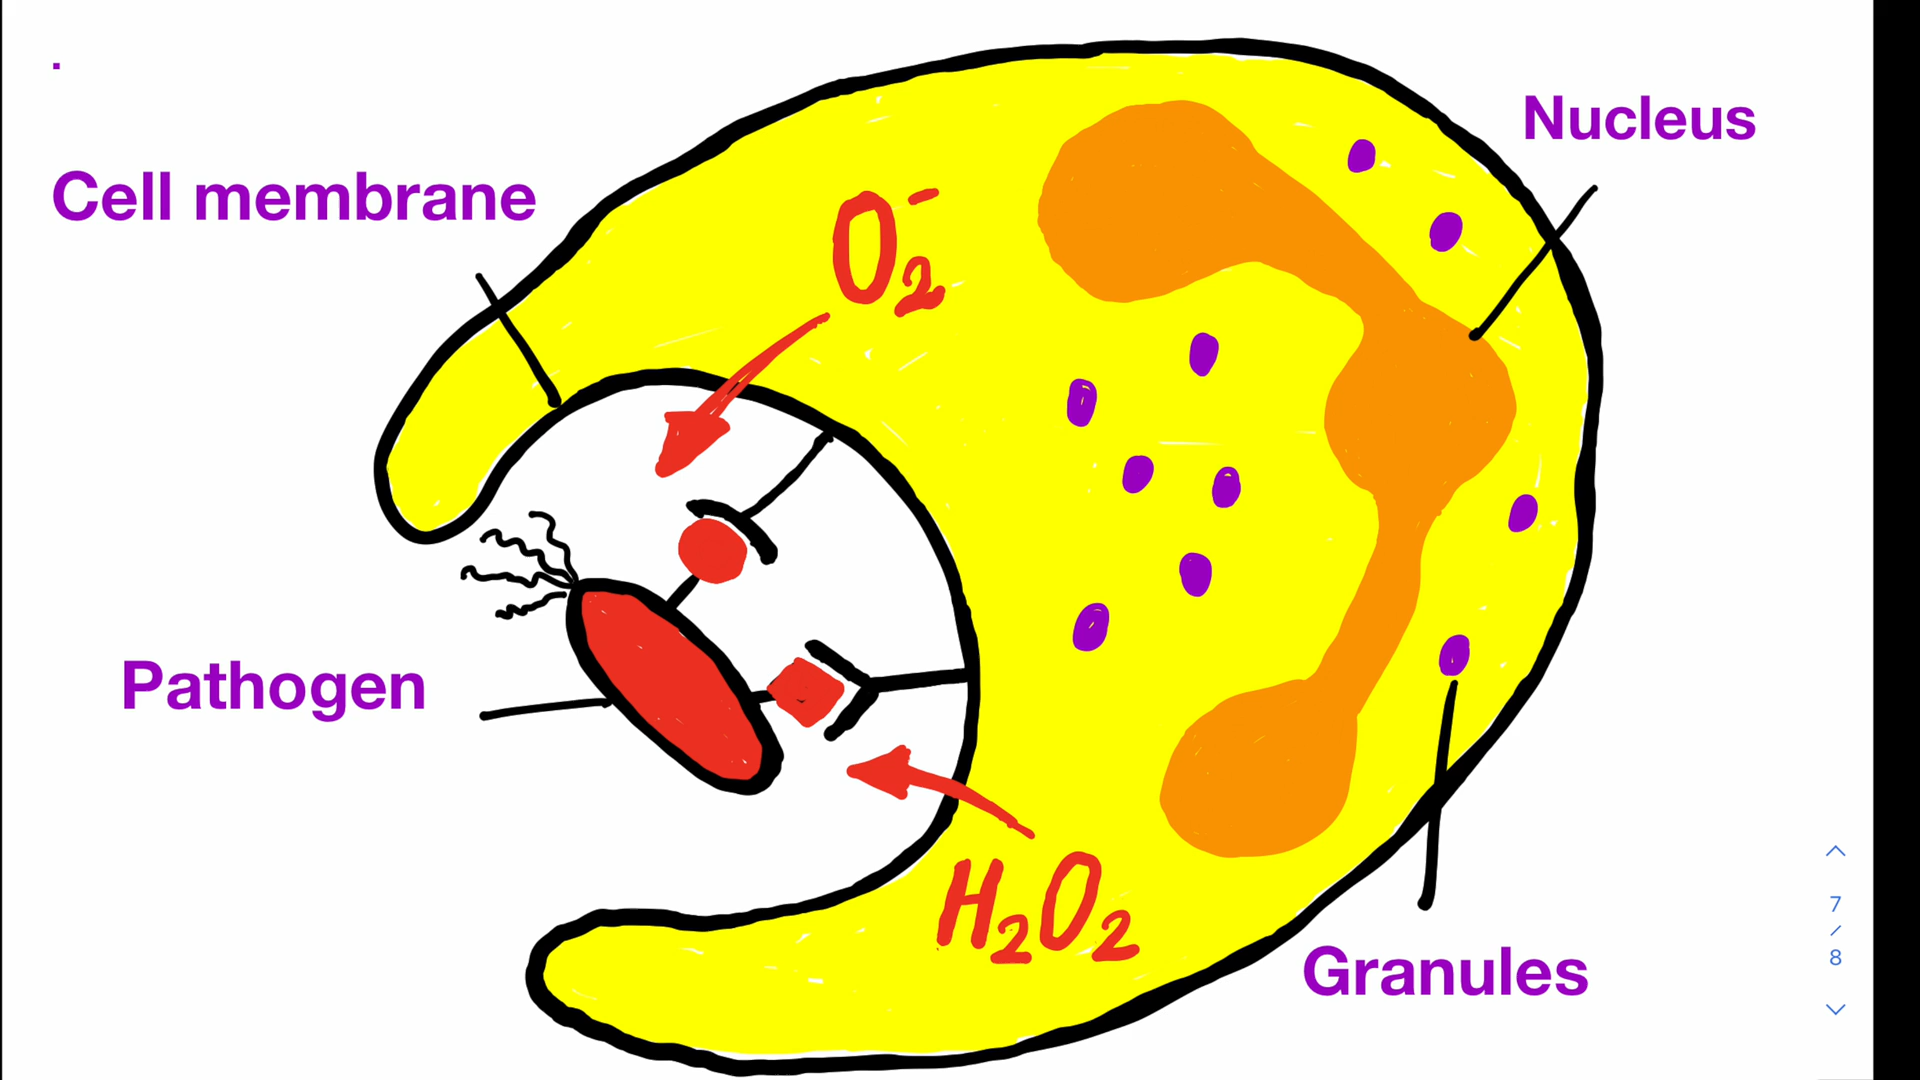 Nucleus
Cell membrane
O₂⁻
Pathogen
H₂O₂
Granules
7
/
8